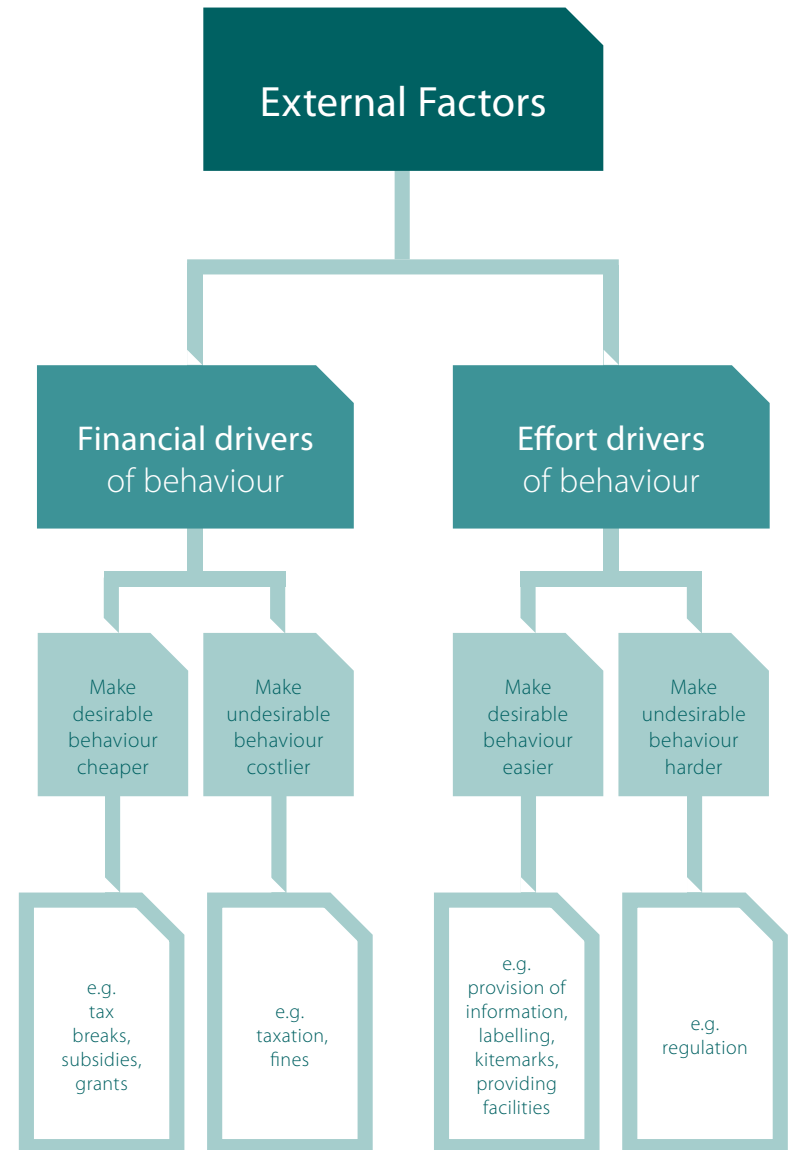 External Factors
Financial drivers
of behaviour
Effort drivers
of behaviour
Make
desirable
behaviour
cheaper
Make
undesirable
behaviour
costlier
Make
desirable
behaviour
easier
Make
undesirable
behaviour
harder
e.g.
tax
breaks,
subsidies,
grants
e.g.
taxation,
fines
e.g.
provision of
information,
labelling,
kitemarks,
providing
facilities
e.g.
regulation